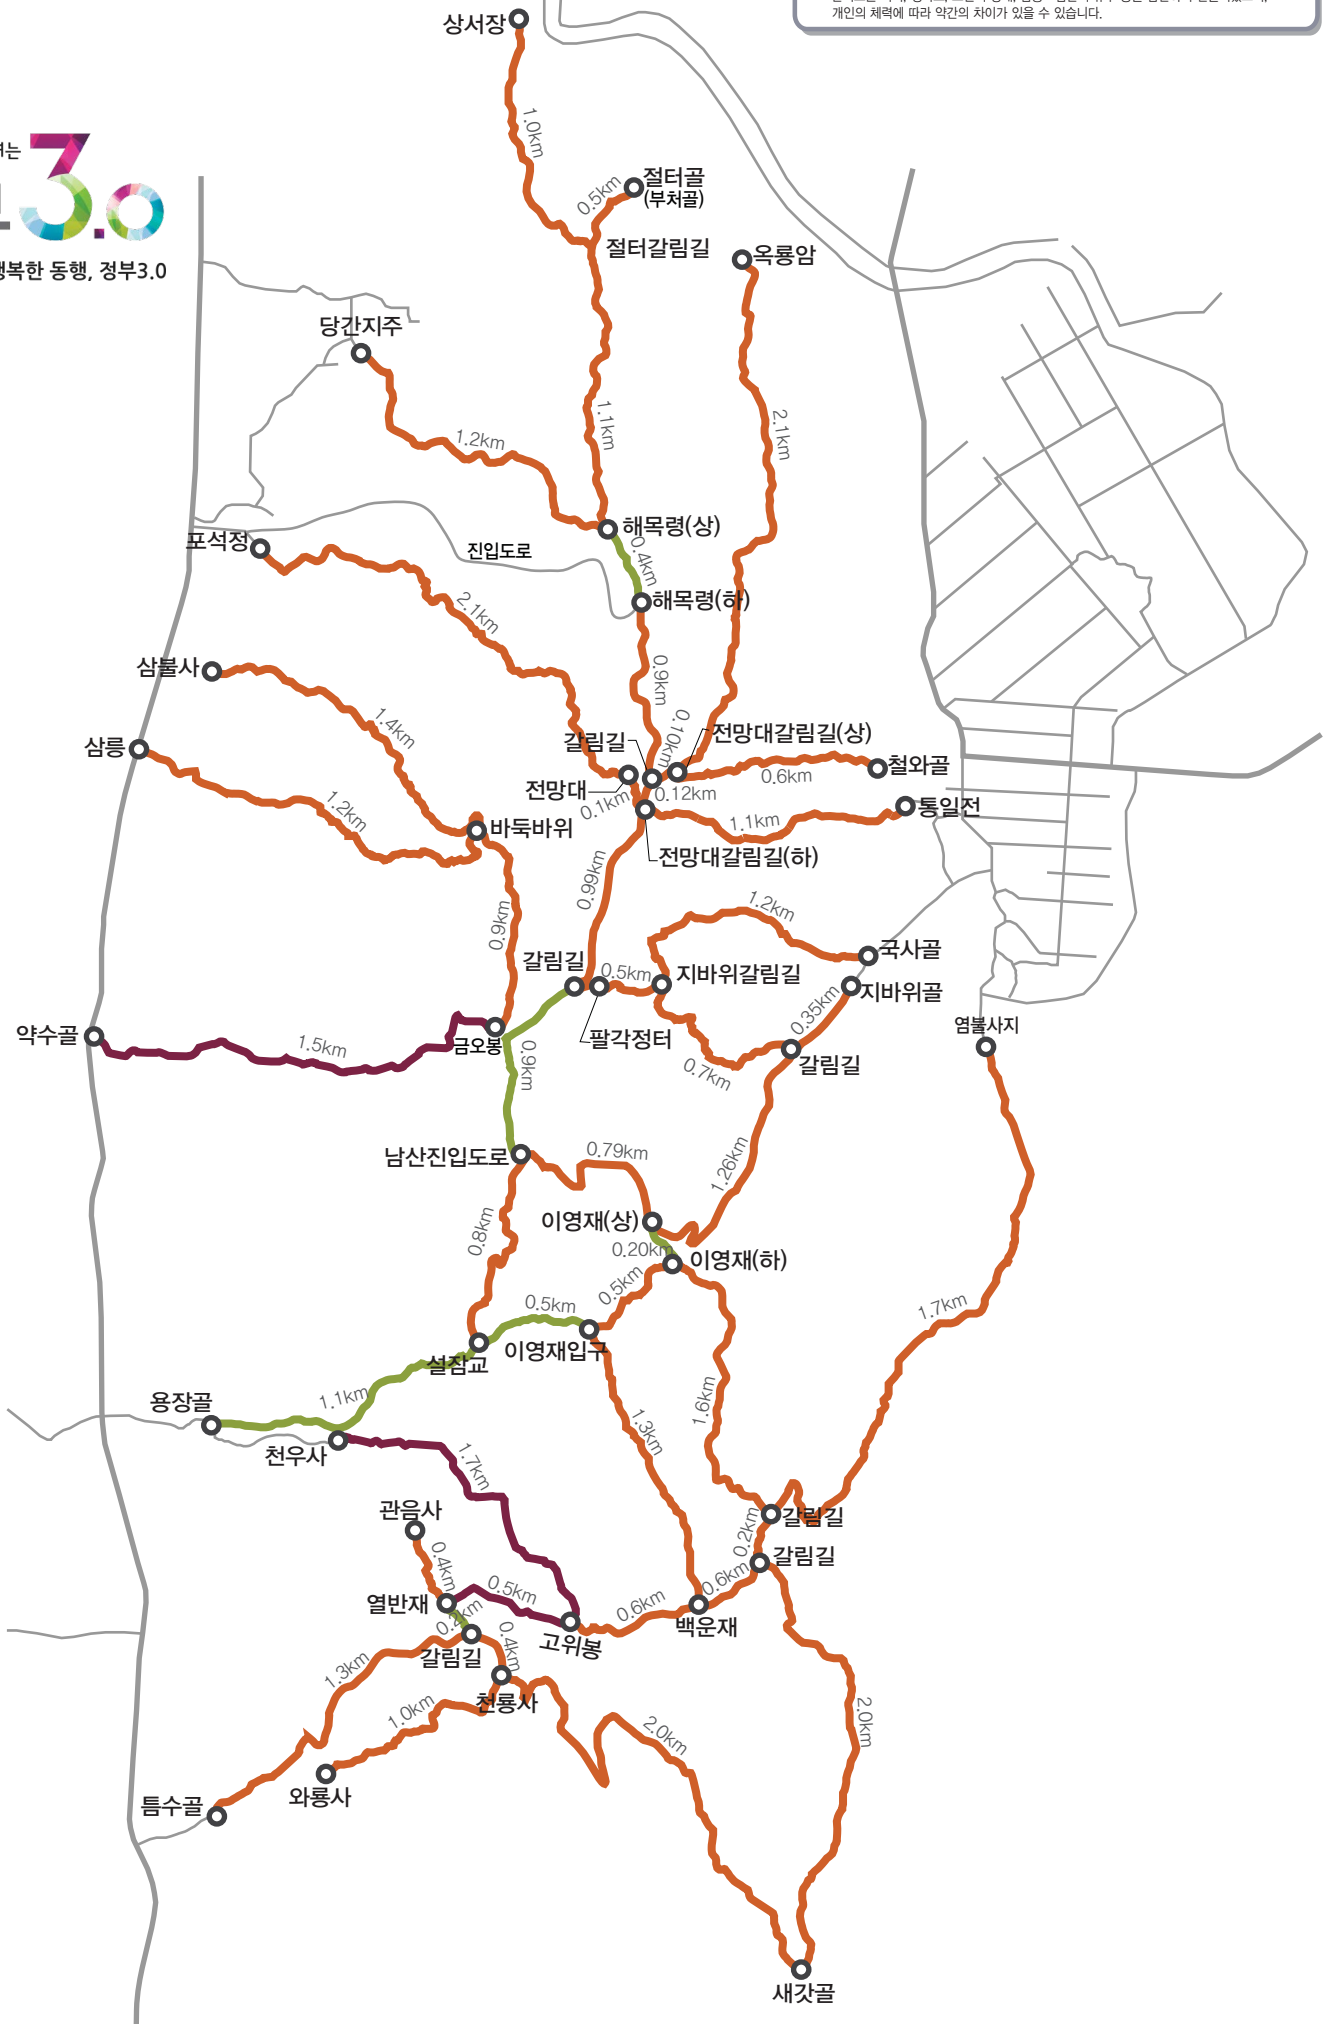 개인의 체력에 따라 약간의 차이가 있을 수 있습니다.
상서장
1.0km
3.0
행복한 동행, 정부3.0
절터골
(부처골)
0.5km
절터갈림길
옥룡암
당간지주
1.2km
1.1km
2.1km
해목령(상)
포석정
진입도로
0.4km
해목령(하)
2.1km
삼불사
0.9km
1.4km
0.10km
삼릉
갈림길
전망대갈림길(상)
철와골
0.6km
전망대
0.1km
0.12km
1.2km
통일전
바둑바위
1.1km
전망대갈림길(하)
0.99km
1.2km
0.9km
국사골
갈림길
0.5km
지바위갈림길
지바위골
0.35km
약수골
염불사지
1.5km
금오봉
팔각정터
0.9km
0.7km
갈림길
남산진입도로
0.79km
1.26km
0.8km
이영재(상)
0.20km
이영재(하)
0.5km
0.5km
1.7km
이영재입구
설잠교
용장골
1.1km
1.6km
1.3km
천우사
1.7km
관음사
갈림길
0.2km
0.4km
갈림길
0.5km
0.6km
열반재
0.6km
0.2km
백운재
0.4km
고위봉
갈림길
1.3km
천룡사
1.0km
2.0km
2.0km
와룡사
틈수골
새갓골